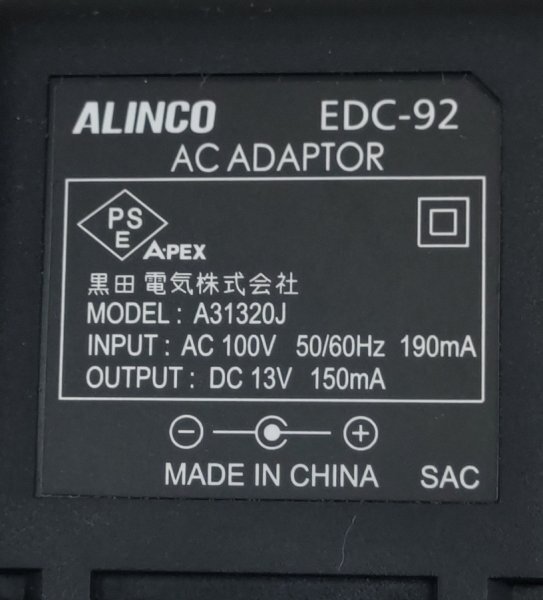 ALINCO EDC-92
AC ADAPTOR
PS
E
A·PEX
黒田電気株式会社
MODEL : A31320J
INPUT : AC 100V 50/60Hz 190mA
OUTPUT : DC 13V 150mA
MADE IN CHINA SAC